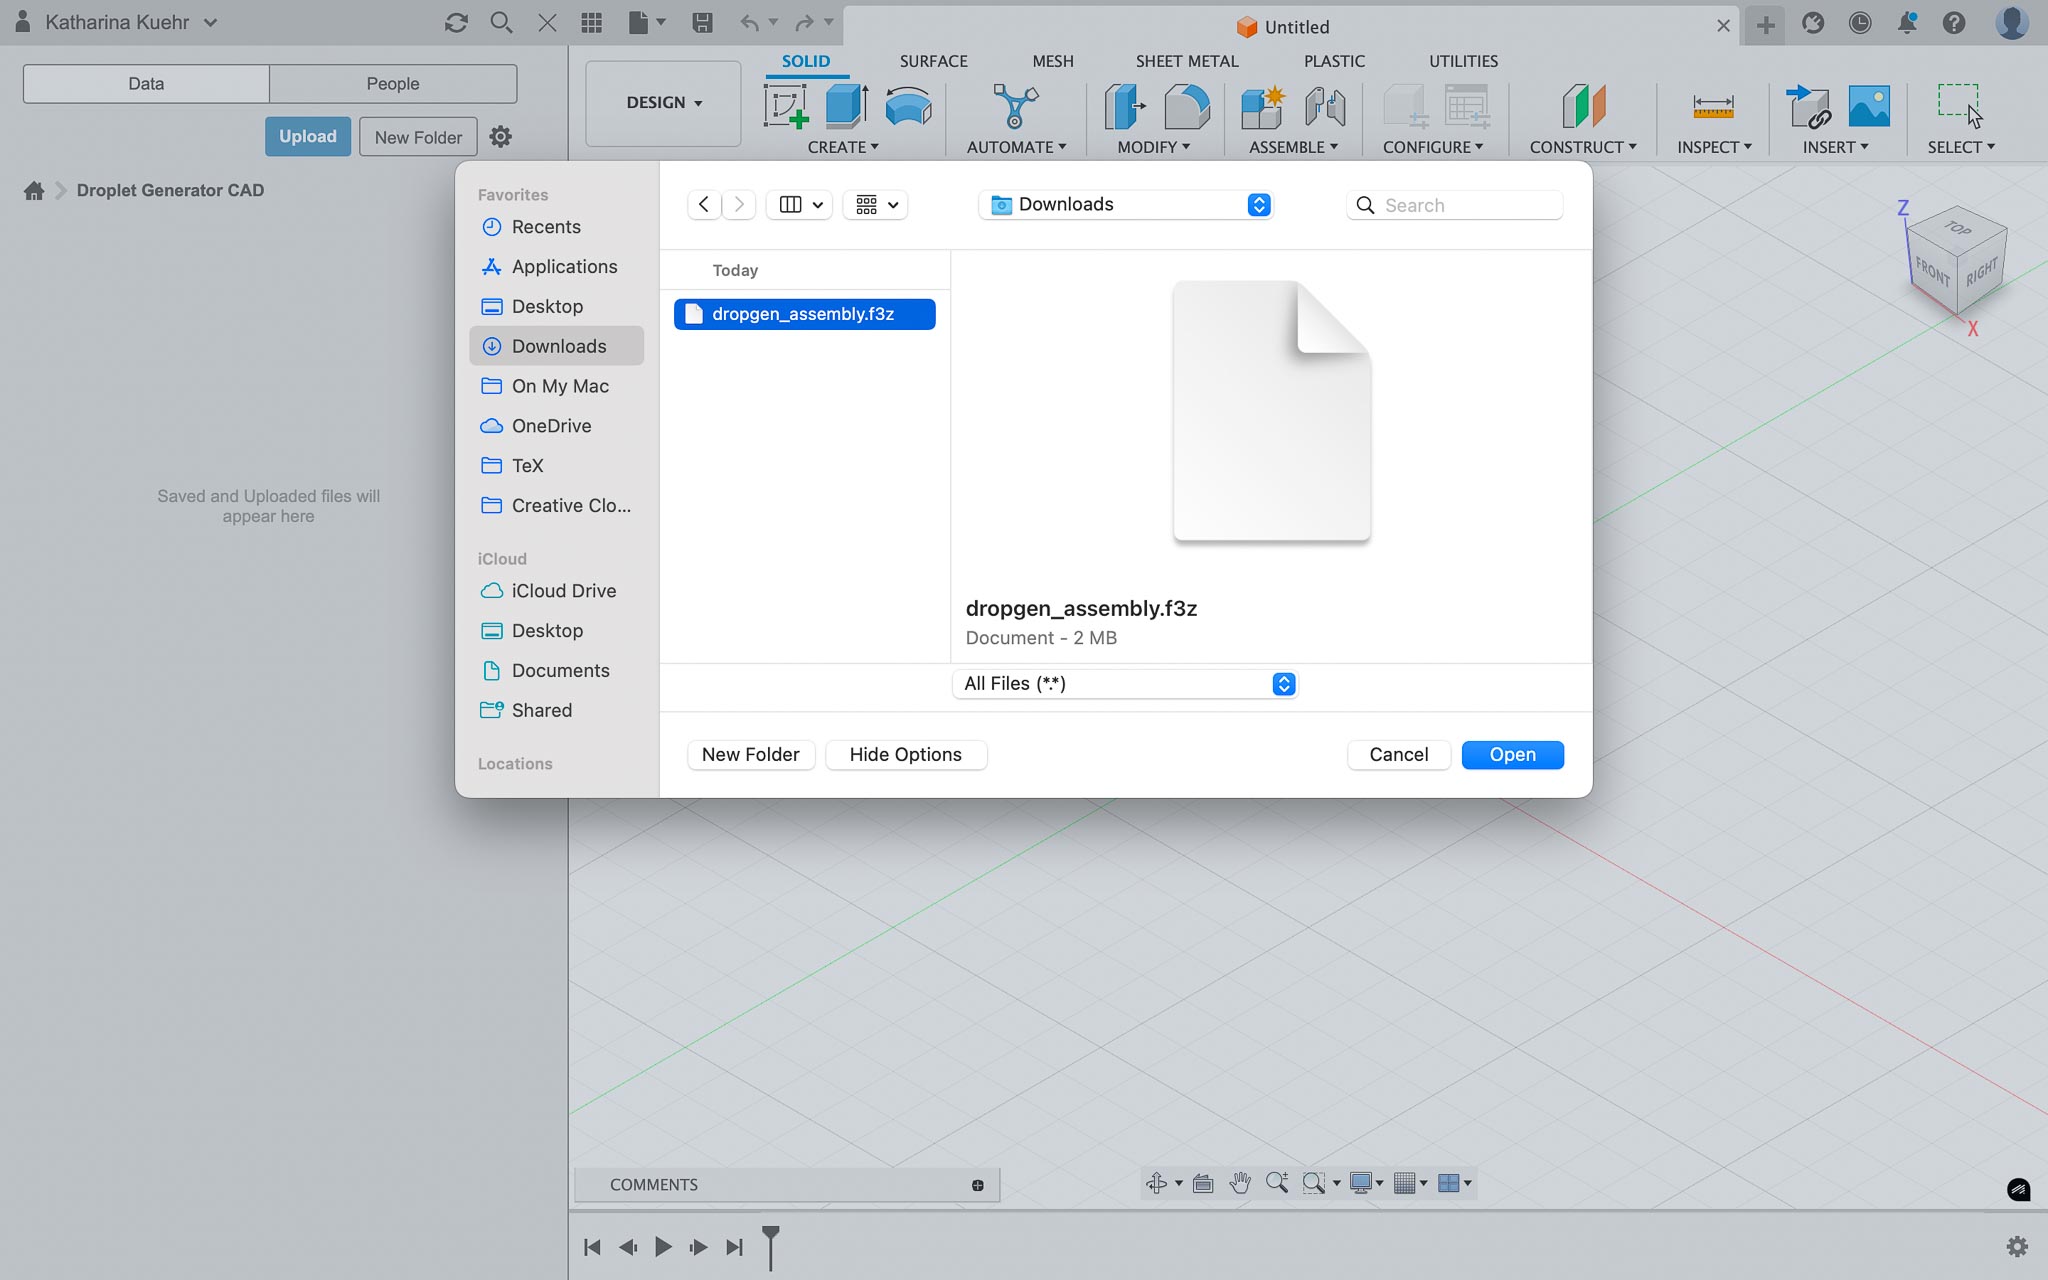 Katharina Kuehr
Untitled
Data
People
Upload
New Folder
Droplet Generator CAD
Saved and Uploaded files will
appear here
DESIGN
SOLID
SURFACE
MESH
SHEET METAL
PLASTIC
UTILITIES
CREATE
AUTOMATE
MODIFY
ASSEMBLE
CONFIGURE
CONSTRUCT
INSPECT
INSERT
SELECT
Favorites
Recents
Applications
Desktop
Downloads
On My Mac
OneDrive
TeX
Creative Clo...
iCloud
iCloud Drive
Desktop
Documents
Shared
Locations
Downloads
Search
Today
dropgen_assembly.f3z
dropgen_assembly.f3z
Document - 2 MB
All Files (*.*)
New Folder
Hide Options
Cancel
Open
Z
TOP
FRONT
RIGHT
X
COMMENTS